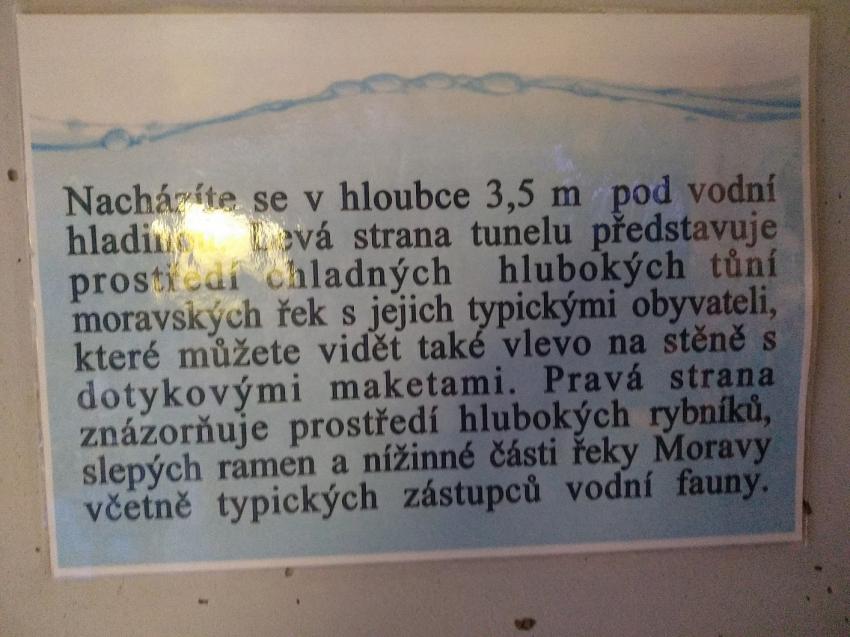 Nacházíte se v hloubce 3,5 m pod vodní
hladinou. Levá strana tunelu představuje
prostředí chladných hlubokých tůní
moravských řek s jejich typickými obyvateli,
které můžete vidět také vlevo na stěně s
dotykovými maketami. Pravá strana
znázorňuje prostředí hlubokých rybníků,
slepých ramen a nížinné části řeky Moravy
včetně typických zástupců vodní fauny.